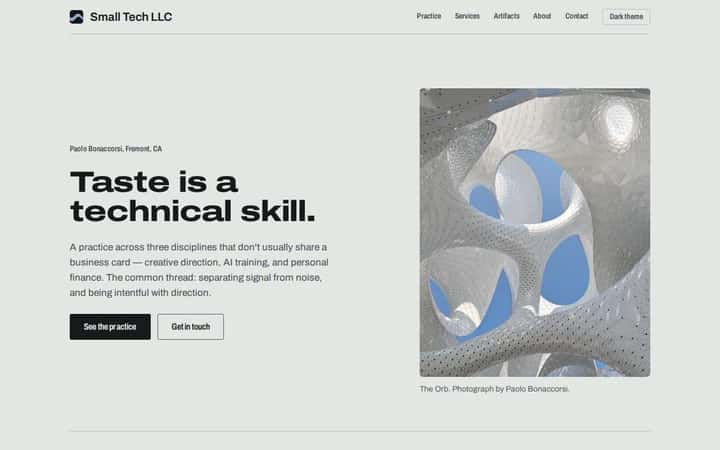 Small Tech LLC
Practice
Services
Artifacts
About
Contact
Dark theme
Paolo Bonaccorsi, Fremont, CA
Taste is a
technical skill.
A practice across three disciplines that don't usually share a
business card — creative direction, AI training, and personal
finance. The common thread: separating signal from noise,
and being intentful with direction.
See the practice
Get in touch
The Orb. Photograph by Paolo Bonaccorsi.